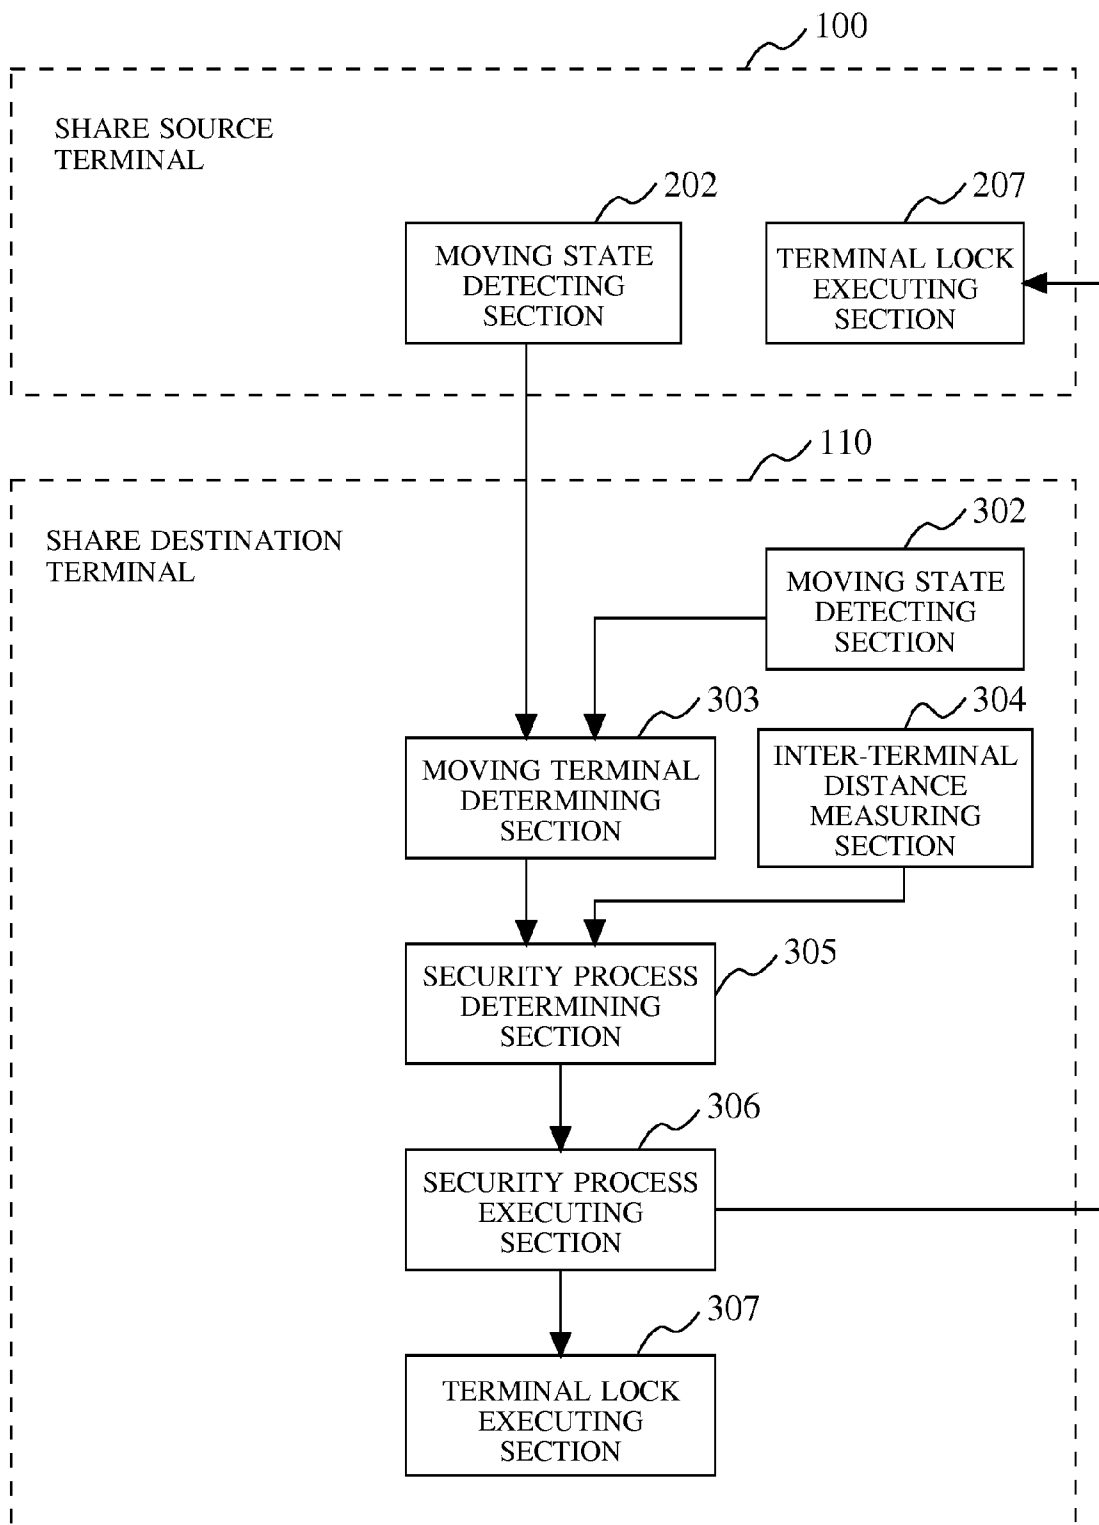 100
SHARE SOURCE
TERMINAL
202
207
MOVING STATE
DETECTING
SECTION
TERMINAL LOCK
EXECUTING
SECTION
110
SHARE DESTINATION
TERMINAL
302
MOVING STATE
DETECTING
SECTION
303
304
MOVING TERMINAL
DETERMINING
SECTION
INTER-TERMINAL
DISTANCE
MEASURING
SECTION
305
SECURITY PROCESS
DETERMINING
SECTION
306
SECURITY PROCESS
EXECUTING
SECTION
307
TERMINAL LOCK
EXECUTING
SECTION